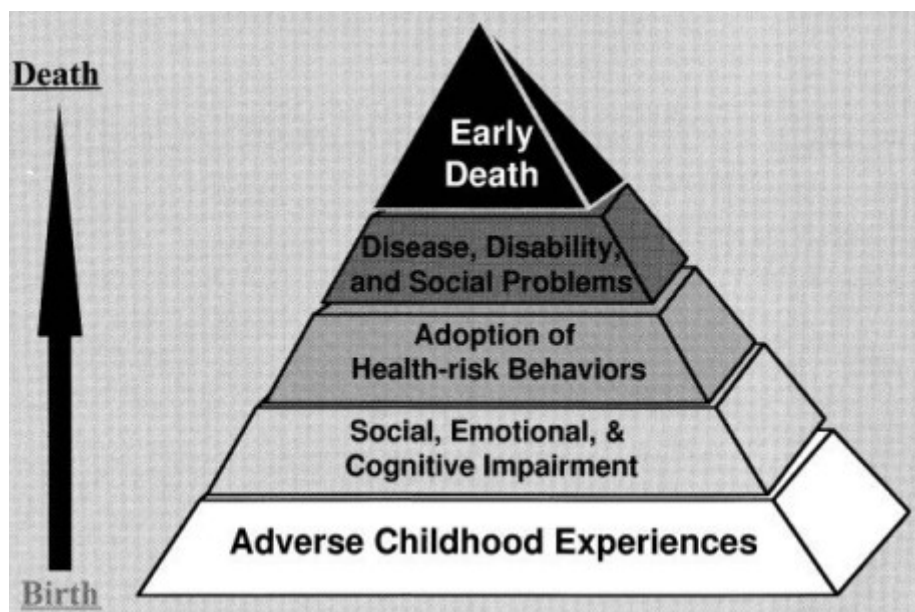 Death
Early
Death
Disease, Disability,
and Social Problems
Adoption of
Health-risk Behaviors
Social, Emotional, &
Cognitive Impairment
Adverse Childhood Experiences
Birth